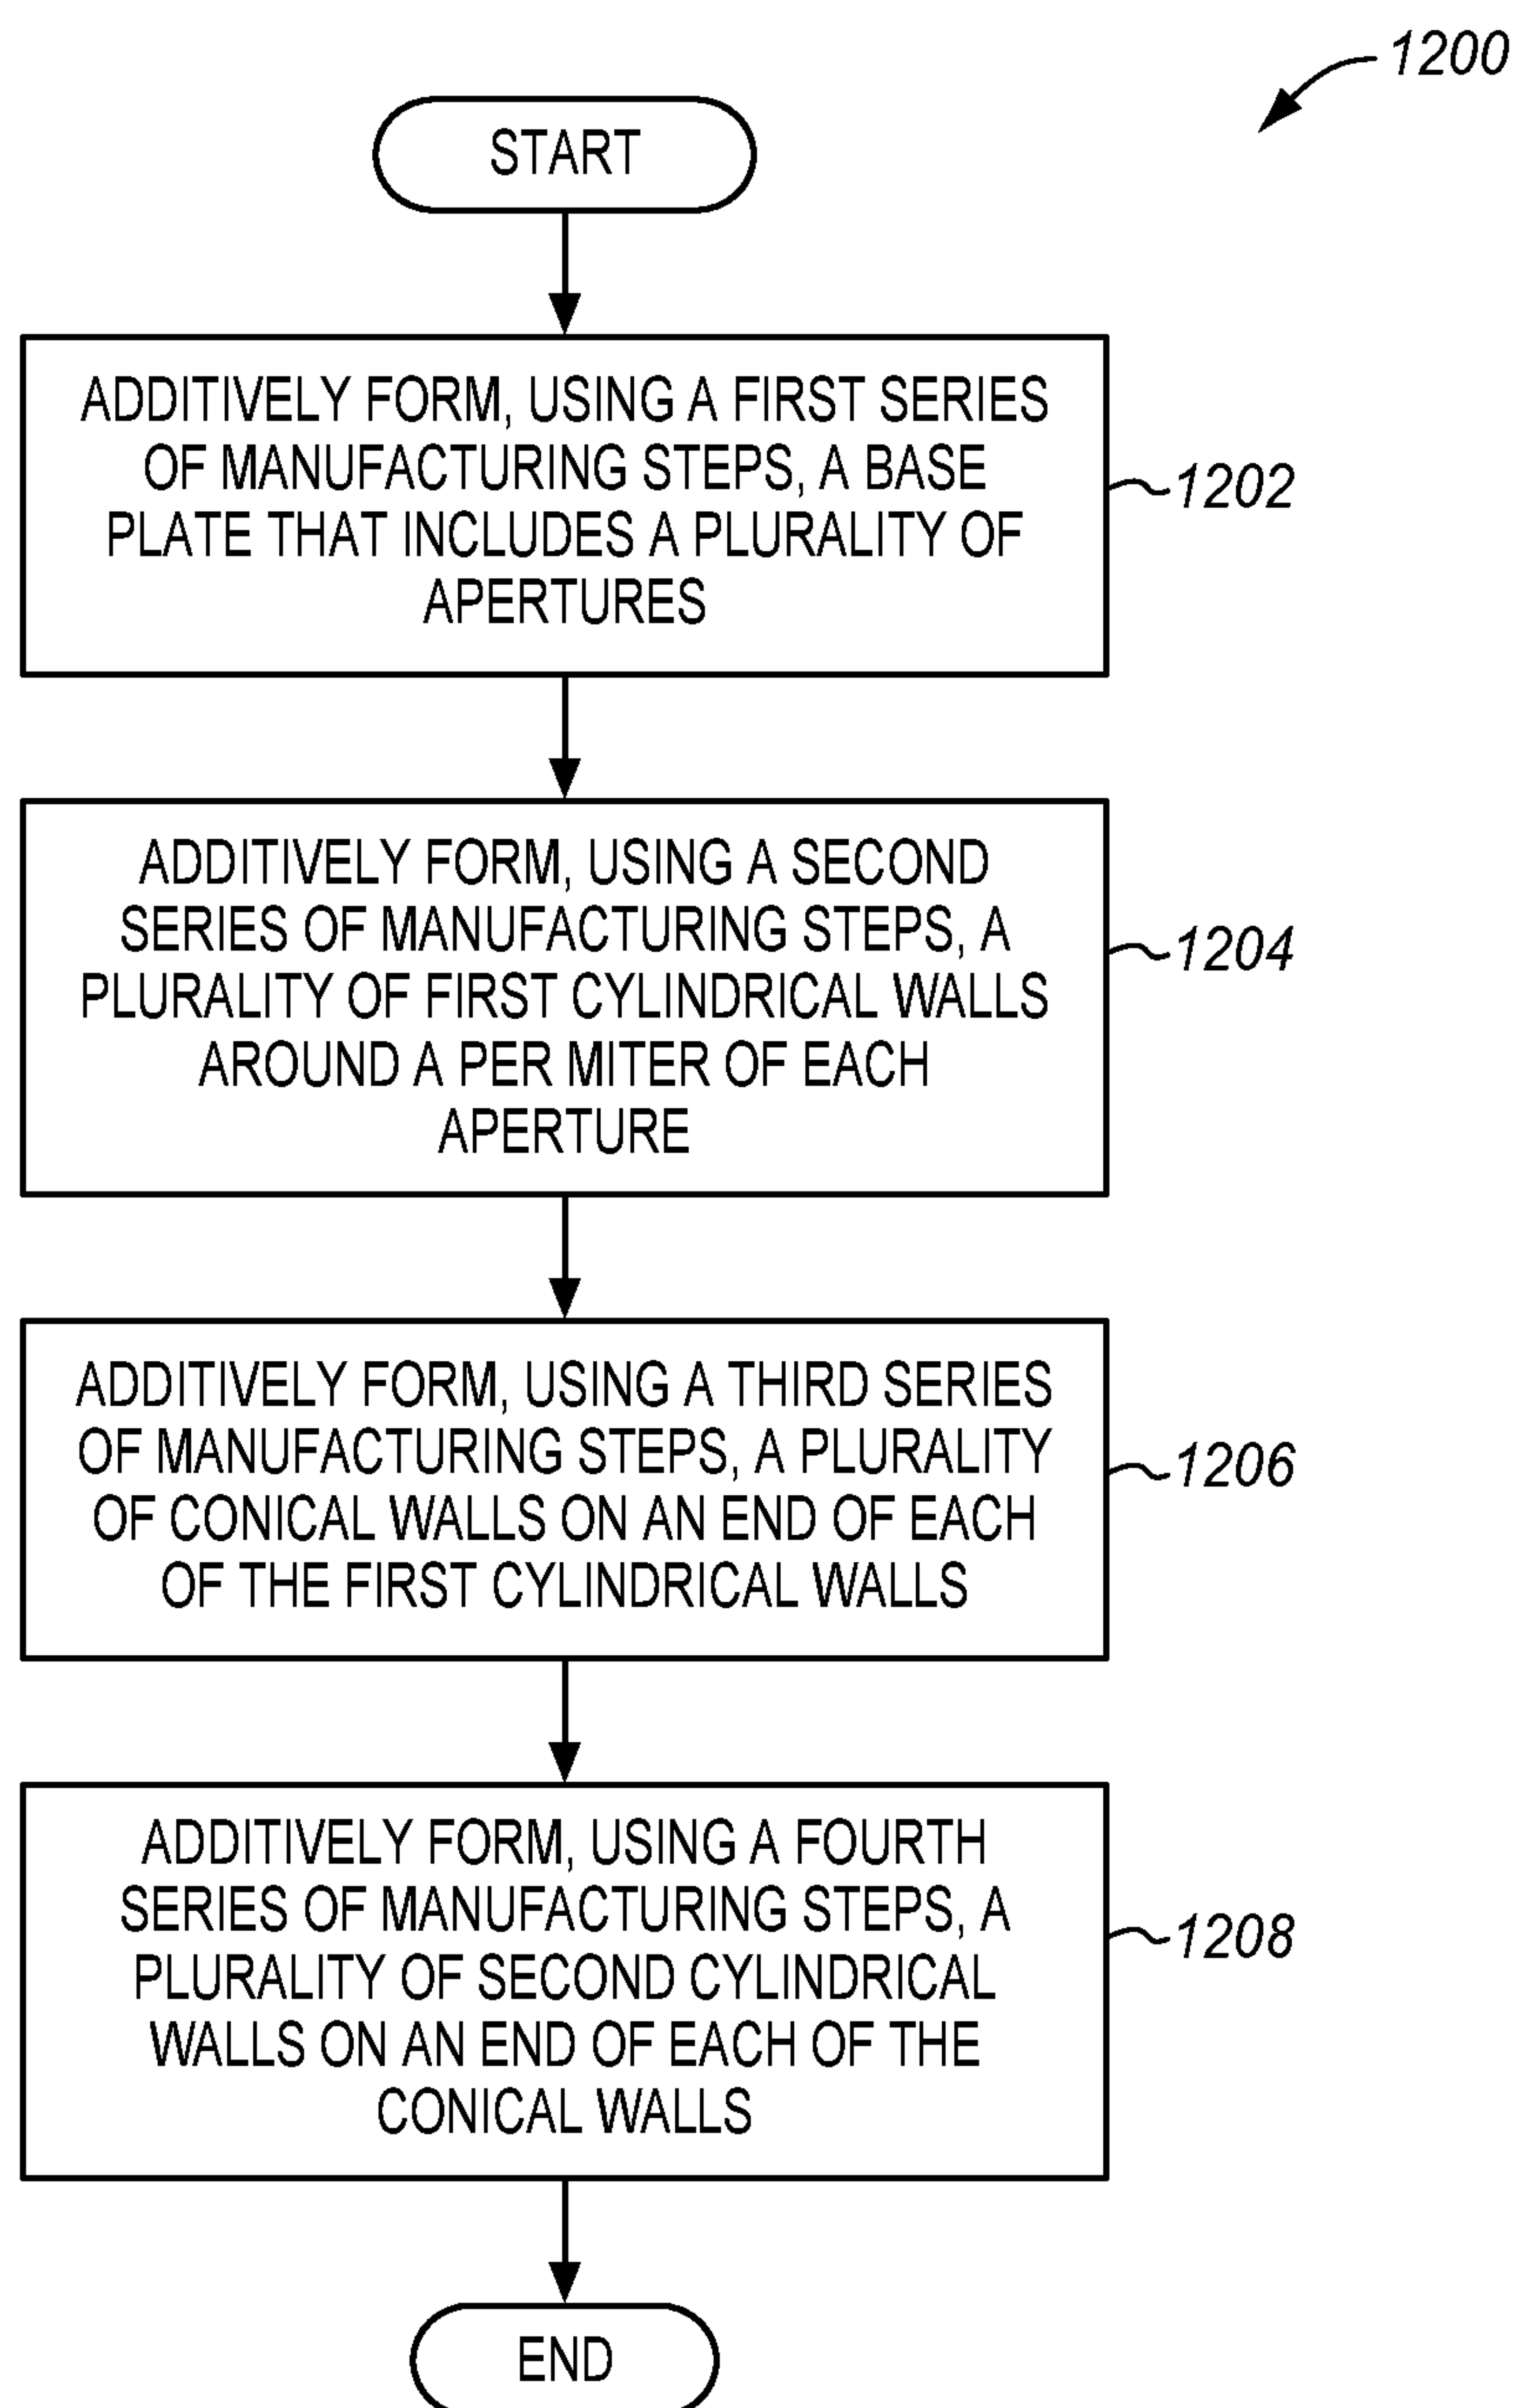 1200
START
ADDITIVELY FORM, USING A FIRST SERIES
OF MANUFACTURING STEPS, A BASE
PLATE THAT INCLUDES A PLURALITY OF
APERTURES
1202
ADDITIVELY FORM, USING A SECOND
SERIES OF MANUFACTURING STEPS, A
PLURALITY OF FIRST CYLINDRICAL WALLS
AROUND A PER MITER OF EACH
APERTURE
1204
ADDITIVELY FORM, USING A THIRD SERIES
OF MANUFACTURING STEPS, A PLURALITY
OF CONICAL WALLS ON AN END OF EACH
OF THE FIRST CYLINDRICAL WALLS
1206
ADDITIVELY FORM, USING A FOURTH
SERIES OF MANUFACTURING STEPS, A
PLURALITY OF SECOND CYLINDRICAL
WALLS ON AN END OF EACH OF THE
CONICAL WALLS
1208
END